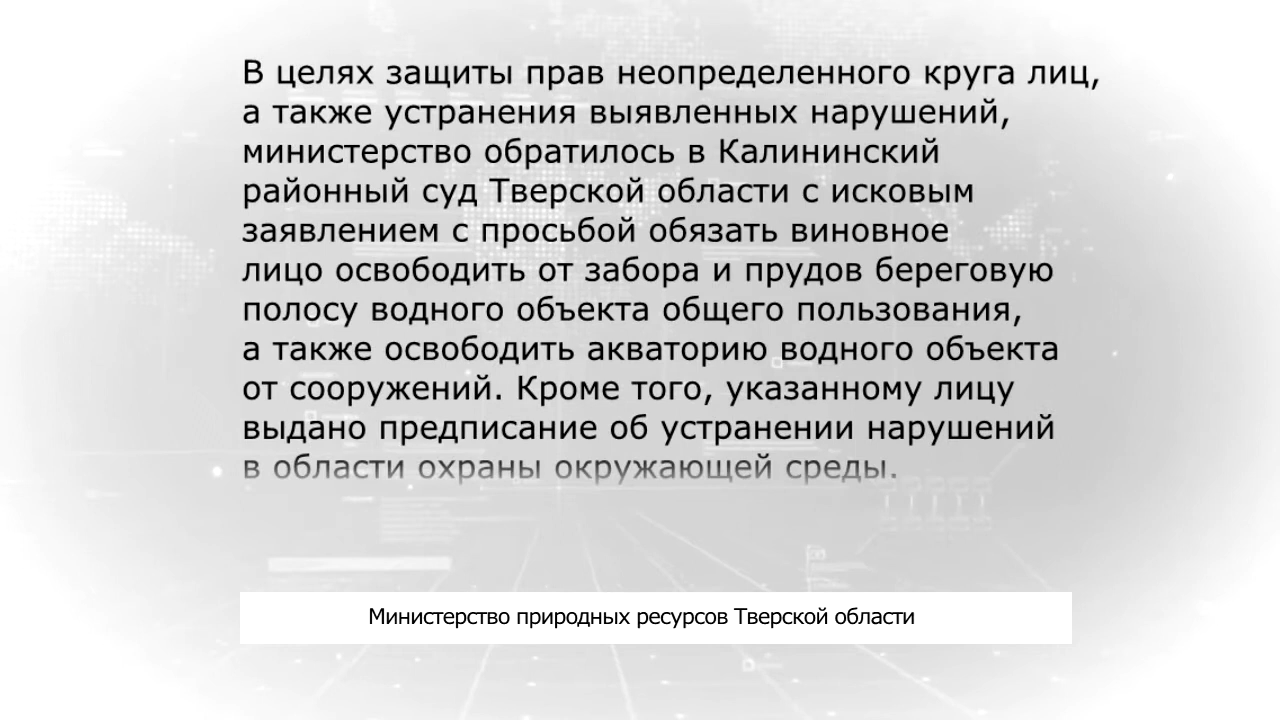 В целях защиты прав неопределенного круга лиц,
а также устранения выявленных нарушений,
министерство обратилось в Калининский
районный суд Тверской области с исковым
заявлением с просьбой обязать виновное
лицо освободить от забора и прудов береговую
полосу водного объекта общего пользования,
а также освободить акваторию водного объекта
от сооружений. Кроме того, указанному лицу
выдано предписание об устранении нарушений
в области охраны окружающей среды.
Министерство природных ресурсов Тверской области